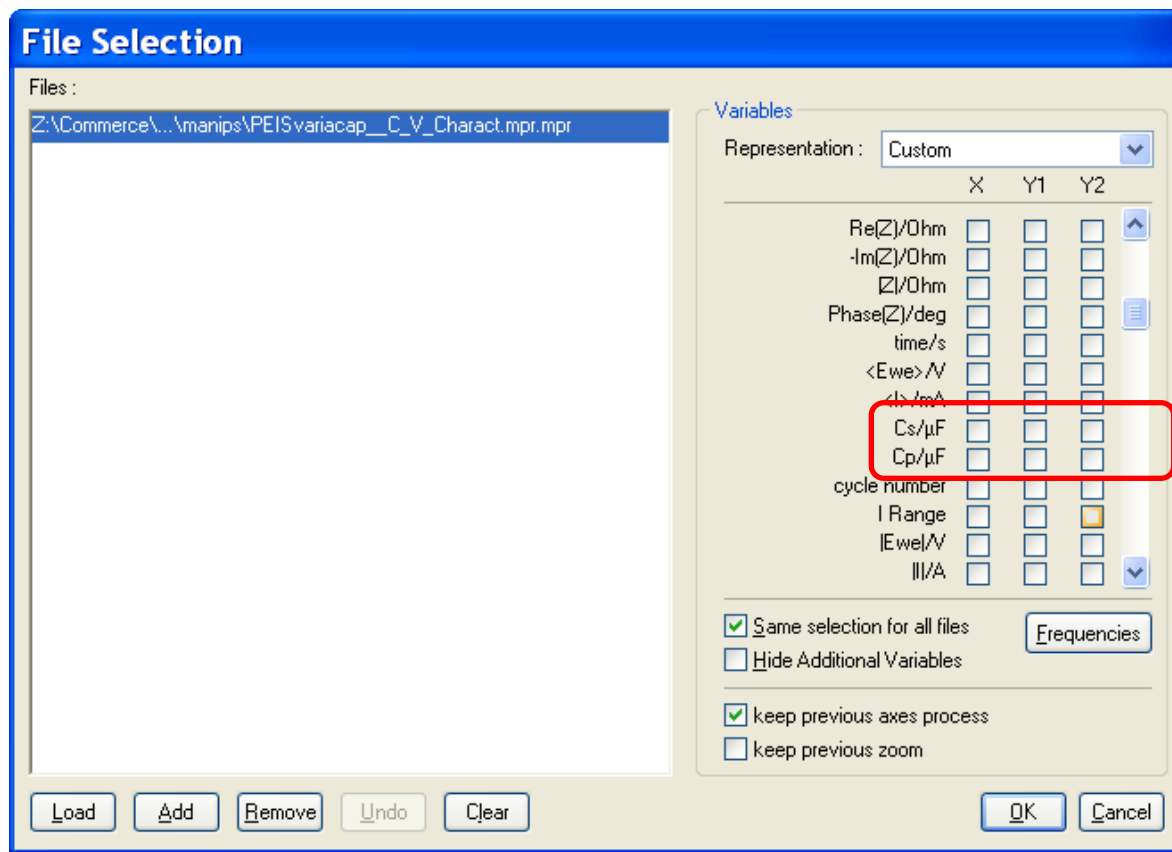 File Selection
Files :
Z:\Commerce\...\manips\PEISvariacap__C_V_Charact.mpr.mpr
Variables
Representation : Custom
X Y1 Y2
Re(Z)/Ohm
-Im(Z)/Ohm
|Z|/Ohm
Phase(Z)/deg
time/s
<Ewe>/V
<I>/mA
Cs/µF
Cp/µF
cycle number
I Range
|Ewe|/V
|I|/A
Same selection for all files
Frequencies
Hide Additional Variables
keep previous axes process
keep previous zoom
Load Add Remove Undo Clear OK Cancel